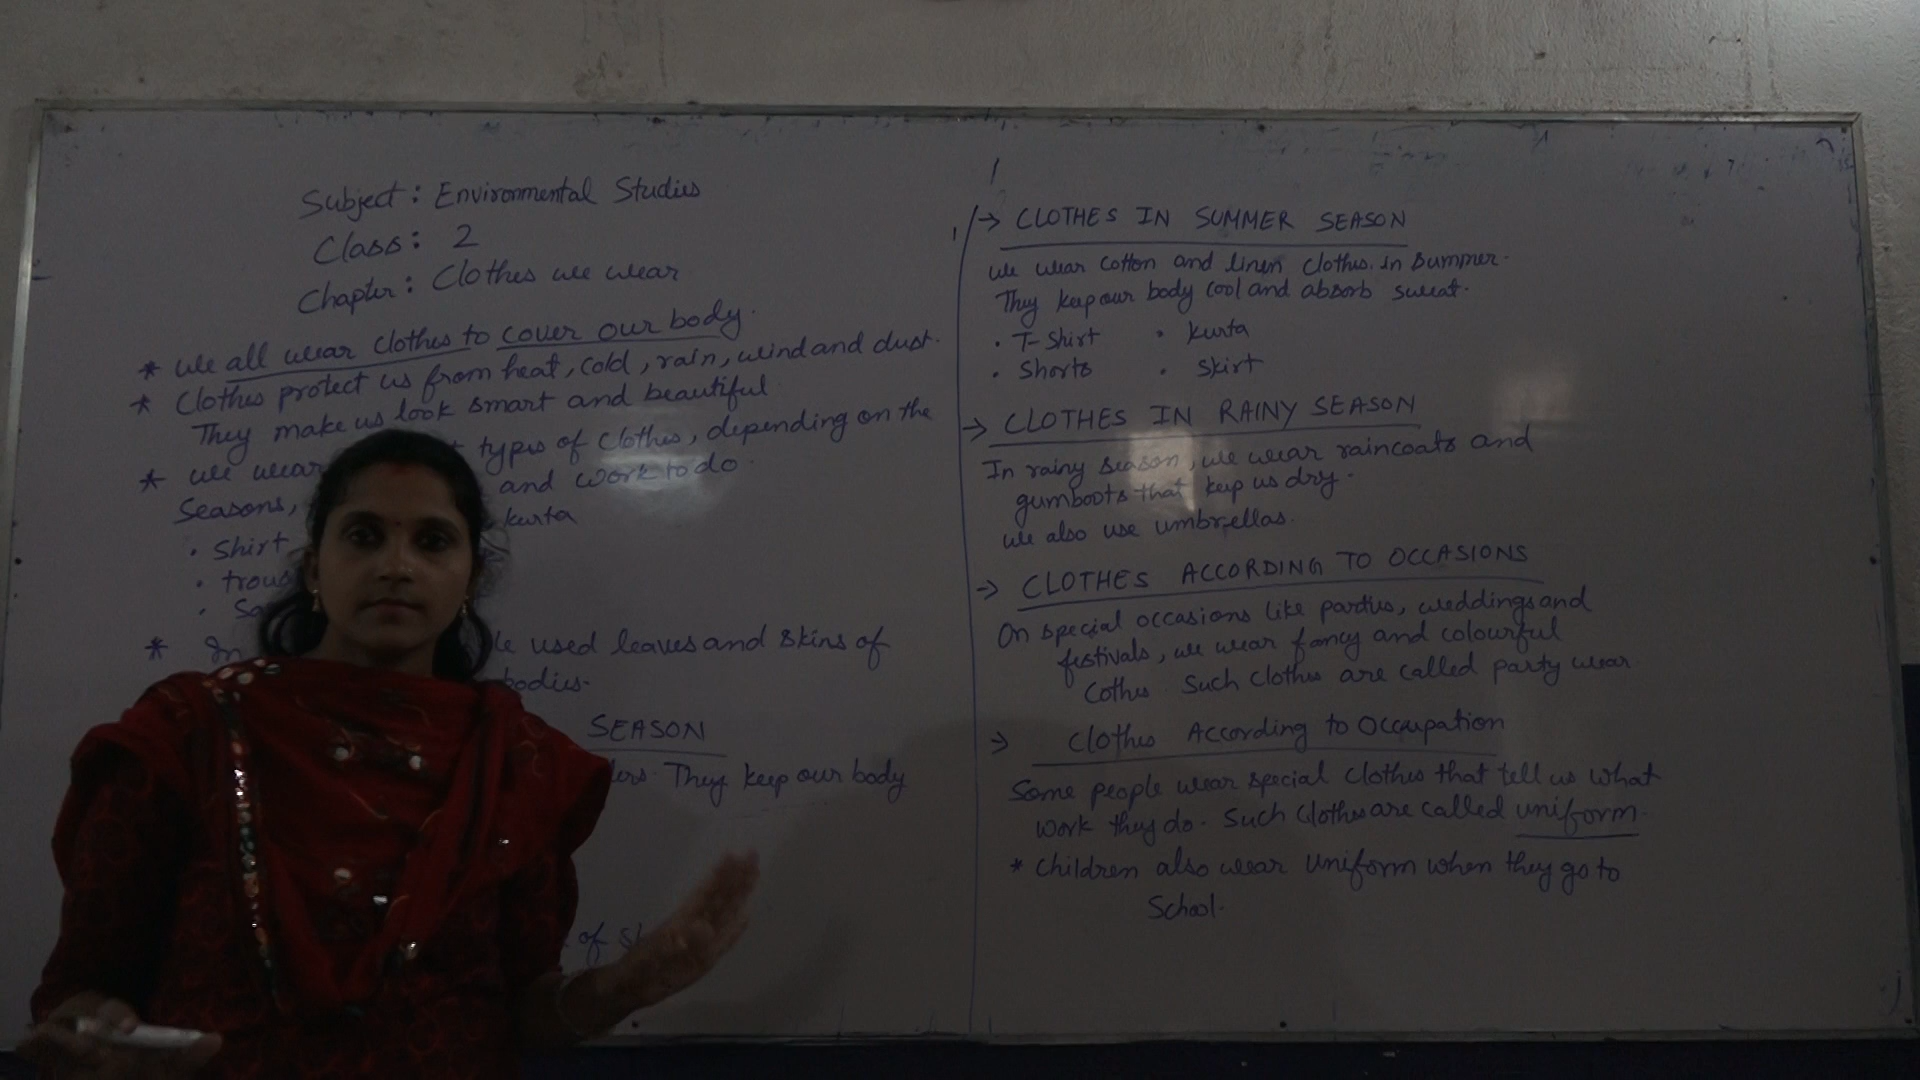 Subject: Environmental Studies
Class: 2
Chapter: Clothes we wear
* We all wear clothes to cover our body.
* Clothes protect us from heat, cold, rain, wind and dust.
They make us look smart and beautiful
* We wear types of clothes, depending on the
Seasons, and work to do.
• Shirt kurta
•
•
* In used leaves and skins of
bodies.
SEASON
They keep our body
of
→ CLOTHES IN SUMMER SEASON
We wear cotton and linen clothes in summer.
They keep our body cool and absorb sweat.
• T-Shirt • Kurta
• Shorts • Skirt
→ CLOTHES IN RAINY SEASON
In rainy season, we wear raincoats and
gumboots that keep us dry.
We also use umbrellas.
→ CLOTHES ACCORDING TO OCCASIONS
On special occasions like parties, weddings and
festivals, we wear fancy and colourful
Cothes. Such clothes are called party wear
→ Clothes According to Occupation
Some people wear special clothes that tell us what
work they do. Such clothes are called uniform.
* Children also wear uniform when they go to
School.